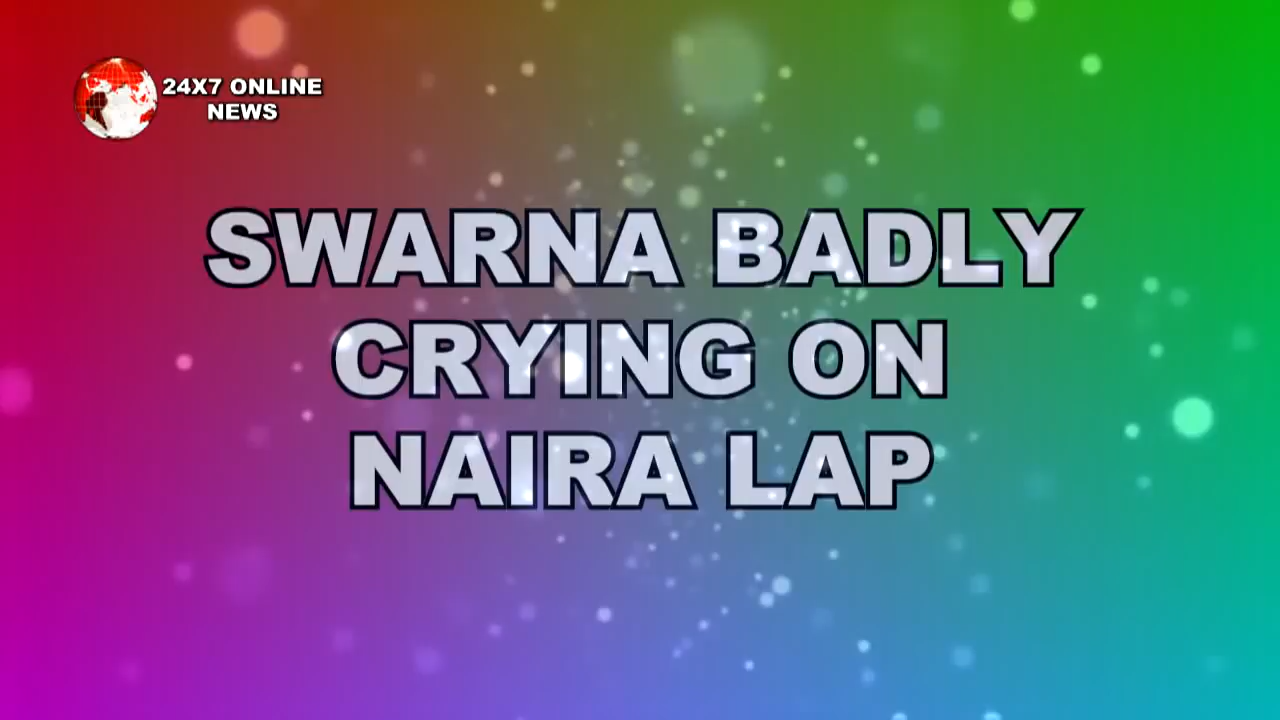 24X7 ONLINE
NEWS
SWARNA BADLY
CRYING ON
NAIRA LAP